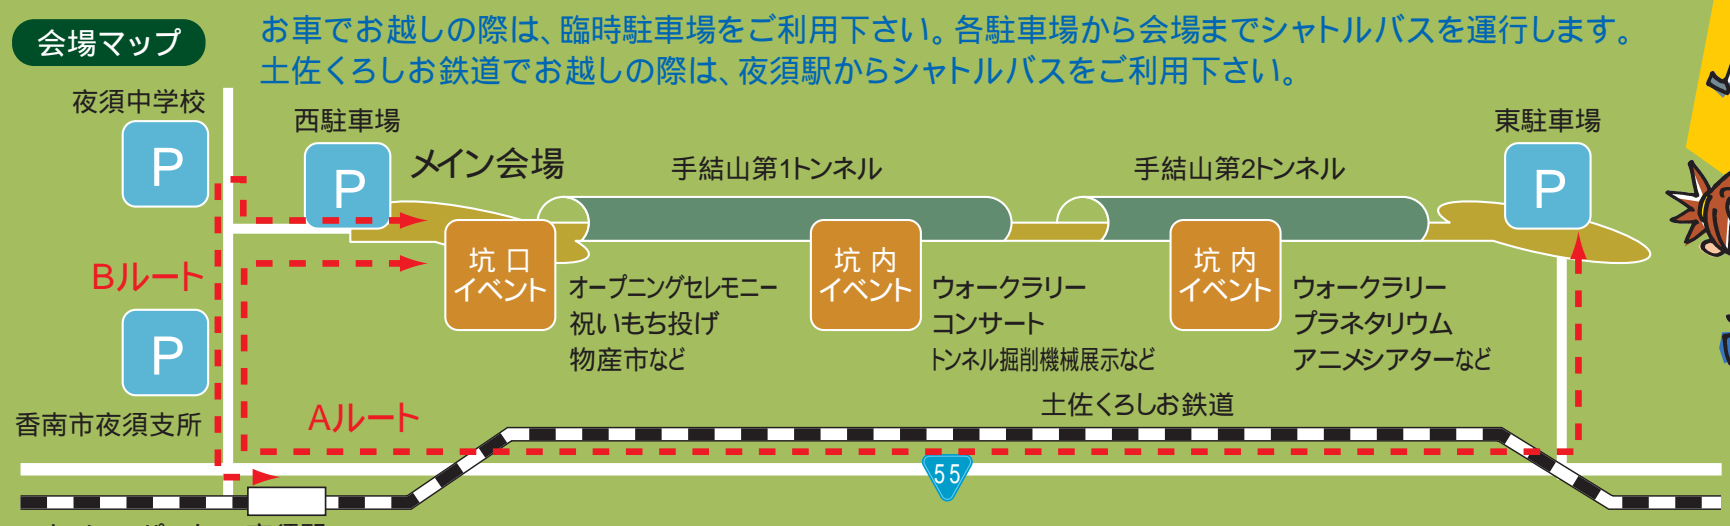 会場マップ
お車でお越しの際は、臨時駐車場をご利用下さい。各駐車場から会場までシャトルバスを運行します。
土佐くろしお鉄道でお越しの際は、夜須駅からシャトルバスをご利用下さい。
夜須中学校
P
西駐車場
P
メイン会場
手結山第1トンネル
手結山第2トンネル
東駐車場
P
Bルート
坑口
イベント
オープニングセレモニー
祝いもち投げ
物産市など
坑内
イベント
ウォークラリー
コンサート
トンネル掘削機械展示など
坑内
イベント
ウォークラリー
プラネタリウム
アニメシアターなど
P
香南市夜須支所
Aルート
土佐くろしお鉄道
55